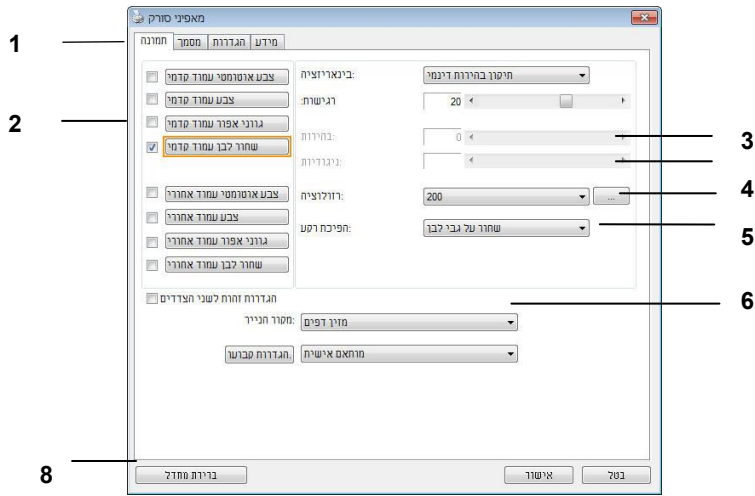 מאפיני סורק
תמונה
מסמך
הגדרות
מידע
צבע אוטומטי עמוד קדמי
צבע עמוד קדמי
גווני אפור עמוד קדמי
שחור לבן עמוד קדמי
צבע אוטומטי עמוד אחורי
צבע עמוד אחורי
גווני אפור עמוד אחורי
שחור לבן עמוד אחורי
בינאריזציה:
תיקון בהירות דינמי
רגישות:
20
בהירות:
0
ניגודיות:
רזולוציה:
200
...
הפיכת רקע:
שחור על גבי לבן
הגדרות זהות לשני הצדדים
מקור הנייר:
מזין דפים
הגדרות קבועו.
מותאם אישית
ברירת מחדל
אישור
בטל
1
2
3
4
5
6
8